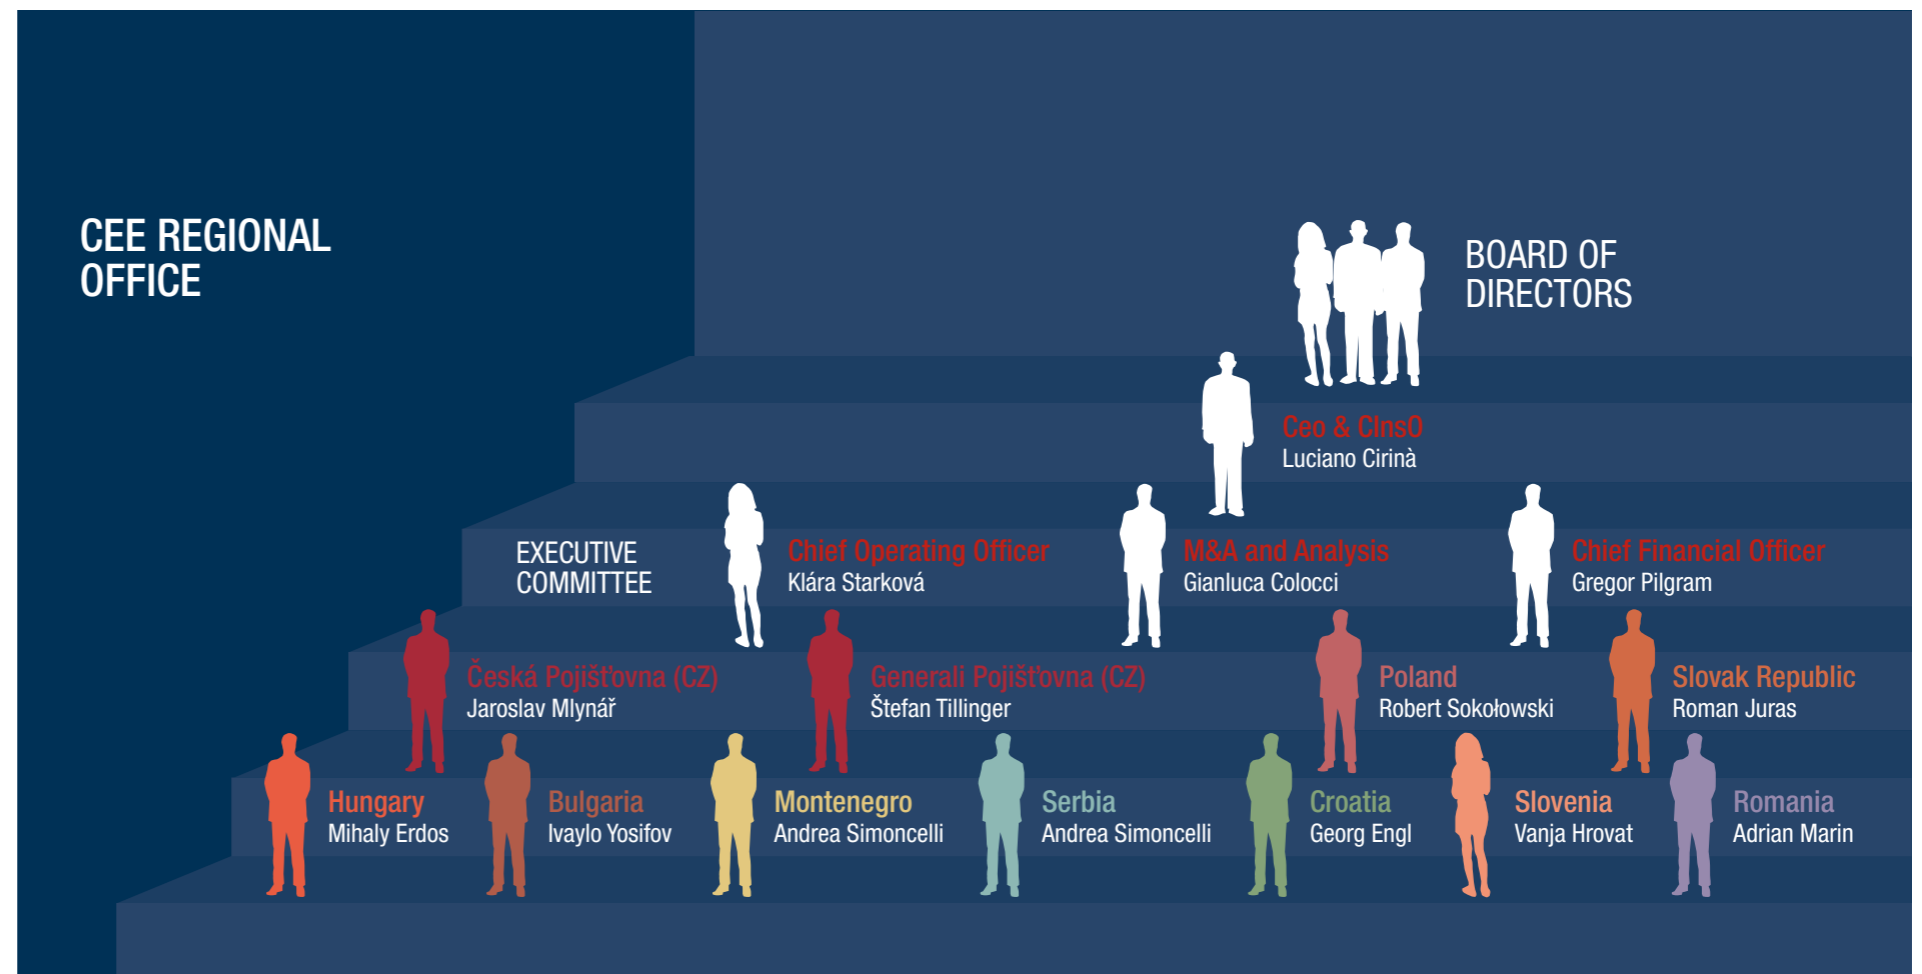 CEE REGIONAL
OFFICE
BOARD OF
DIRECTORS
Ceo & CInsO
Luciano Cirinà
EXECUTIVE
COMMITTEE
Chief Operating Officer
Klára Starková
M&A and Analysis
Gianluca Colocci
Chief Financial Officer
Gregor Pilgram
Česká Pojišťovna (CZ)
Jaroslav Mlynář
Generali Pojišťovna (CZ)
Štefan Tillinger
Poland
Robert Sokołowski
Slovak Republic
Roman Juras
Hungary
Mihaly Erdos
Bulgaria
Ivaylo Yosifov
Montenegro
Andrea Simoncelli
Serbia
Andrea Simoncelli
Croatia
Georg Engl
Slovenia
Vanja Hrovat
Romania
Adrian Marin